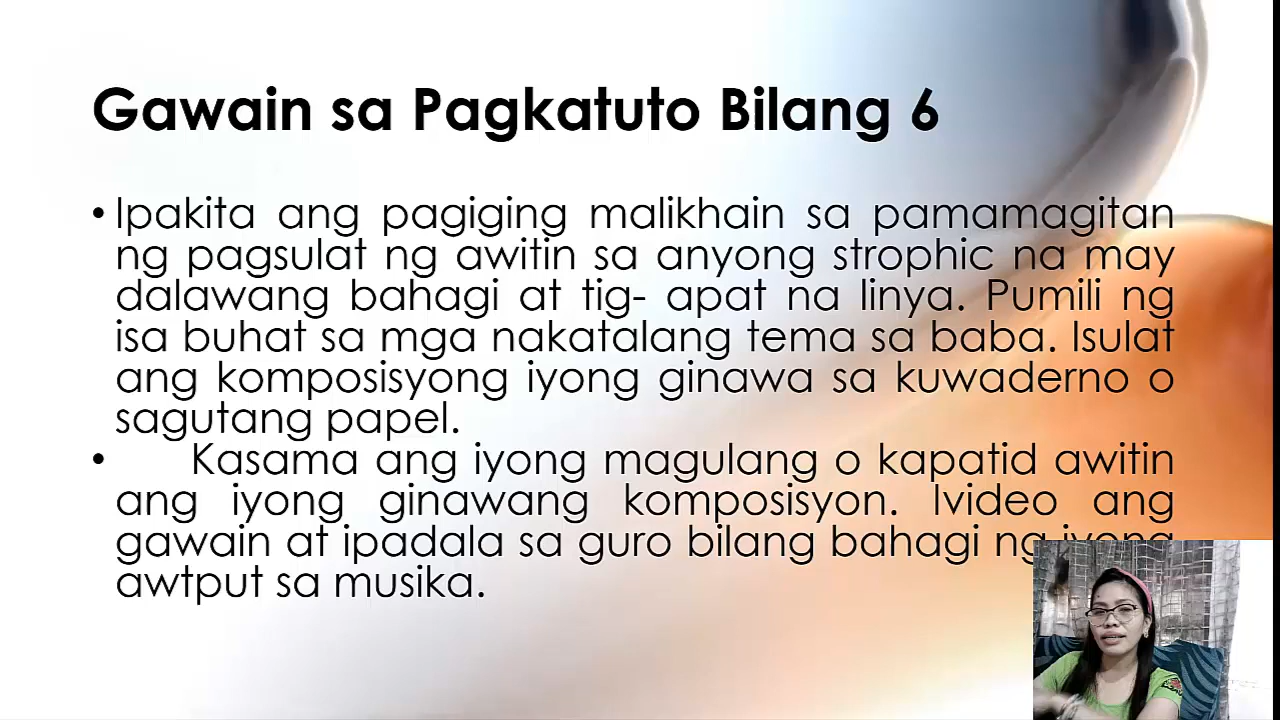 Gawain sa Pagkatuto Bilang 6
• Ipakita ang pagiging malikhain sa pamamagitan
ng pagsulat ng awitin sa anyong strophic na may
dalawang bahagi at tig- apat na linya. Pumili ng
isa buhat sa mga nakatalang tema sa baba. Isulat
ang komposisyong iyong ginawa sa kuwaderno o
sagutang papel.
• Kasama ang iyong magulang o kapatid awitin
ang iyong ginawang komposisyon. Ivideo ang
gawain at ipadala sa guro bilang bahagi ng iyong
awtput sa musika.